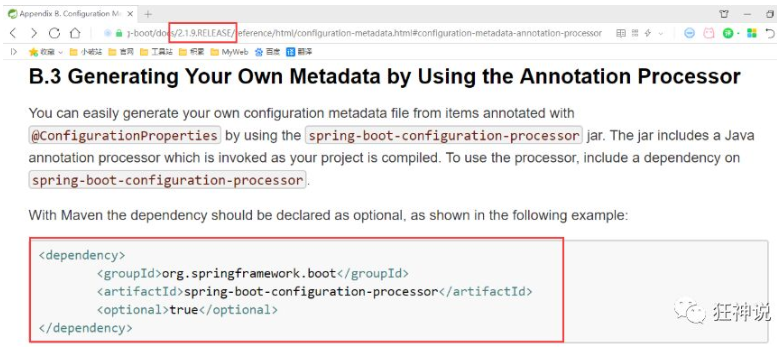 Appendix B. Configuration M
-boot/docs/2.1.9.RELEASE/reference/html/configuration-metadata.html#configuration-metadata-annotation-processor
收藏 小破站 官网 工具站 积累 MyWeb 百度 翻译
B.3 Generating Your Own Metadata by Using the Annotation Processor
You can easily generate your own configuration metadata file from items annotated with
@ConfigurationProperties by using the spring-boot-configuration-processor jar. The jar includes a Java
annotation processor which is invoked as your project is compiled. To use the processor, include a dependency on
spring-boot-configuration-processor.
With Maven the dependency should be declared as optional, as shown in the following example:
<dependency>
<groupId>org.springframework.boot</groupId>
<artifactId>spring-boot-configuration-processor</artifactId>
<optional>true</optional>
</dependency>
狂神说